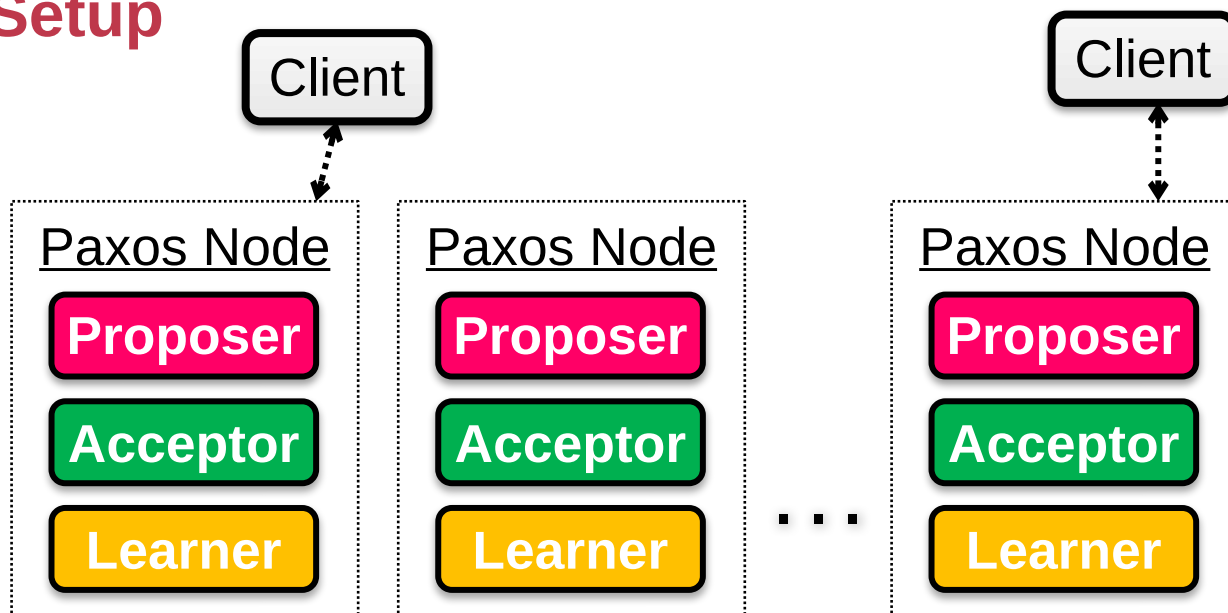 Setup
Client
Client
Paxos Node
Paxos Node
Paxos Node
Proposer
Proposer
Proposer
Acceptor
Acceptor
Acceptor
. . .
Learner
Learner
Learner